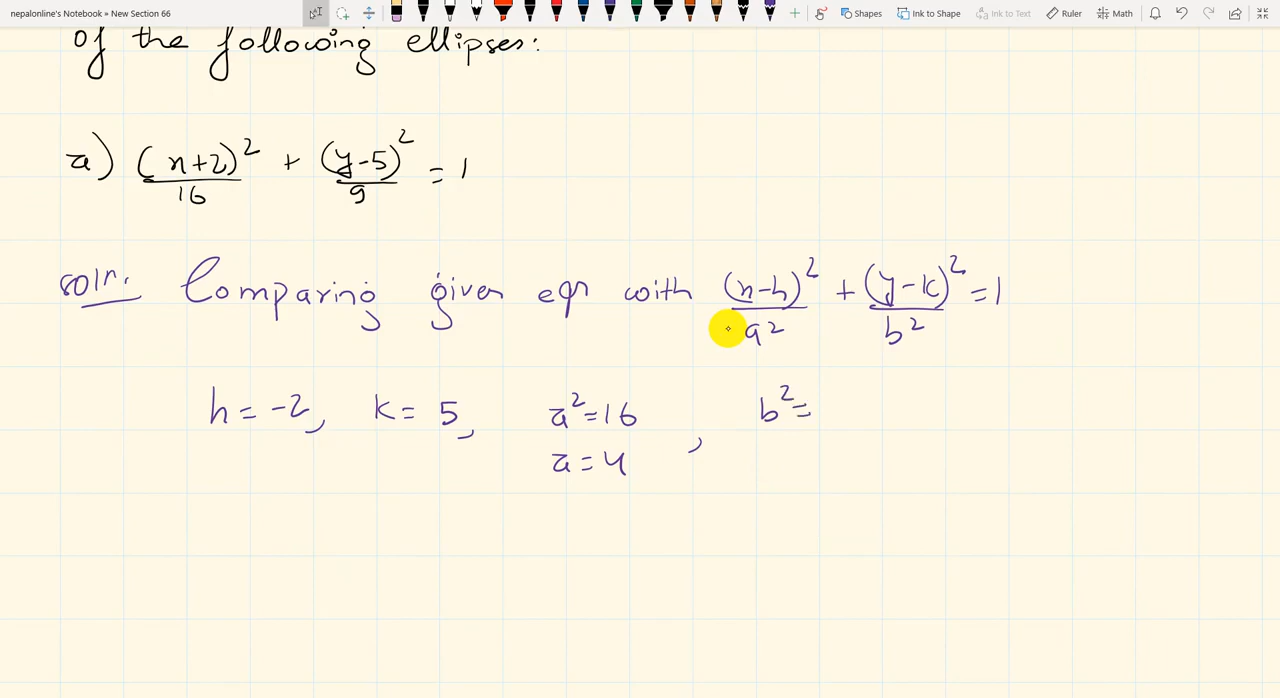 nepalonline's Notebook » New Section 66
Shapes Ink to Shape Ink to Text Ruler Math
of the following ellipses:
a) (x+2)²/16 + (y-5)²/9 = 1
soln. Comparing given eqn with (x-h)²/a² + (y-k)²/b² = 1
h = -2, k = 5, a² = 16, b² =
a = 4